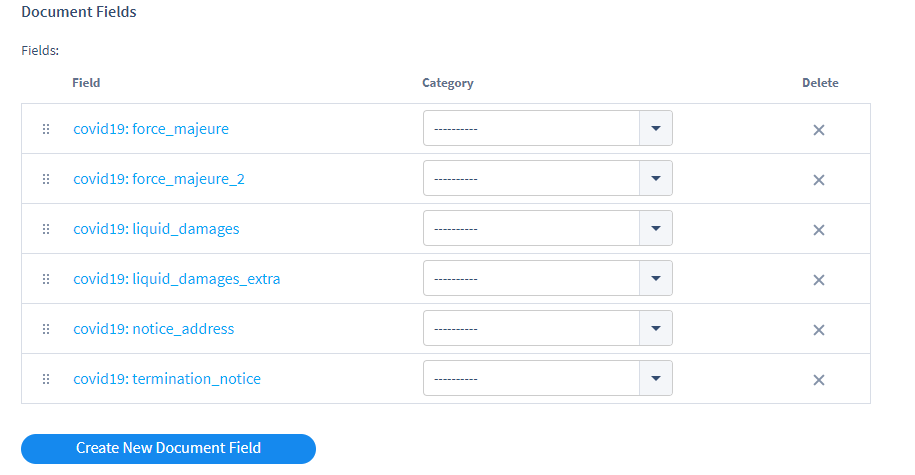 Document Fields
Fields:
Field Category Delete
covid19: force_majeure ----------
covid19: force_majeure_2 ----------
covid19: liquid_damages ----------
covid19: liquid_damages_extra ----------
covid19: notice_address ----------
covid19: termination_notice ----------
Create New Document Field